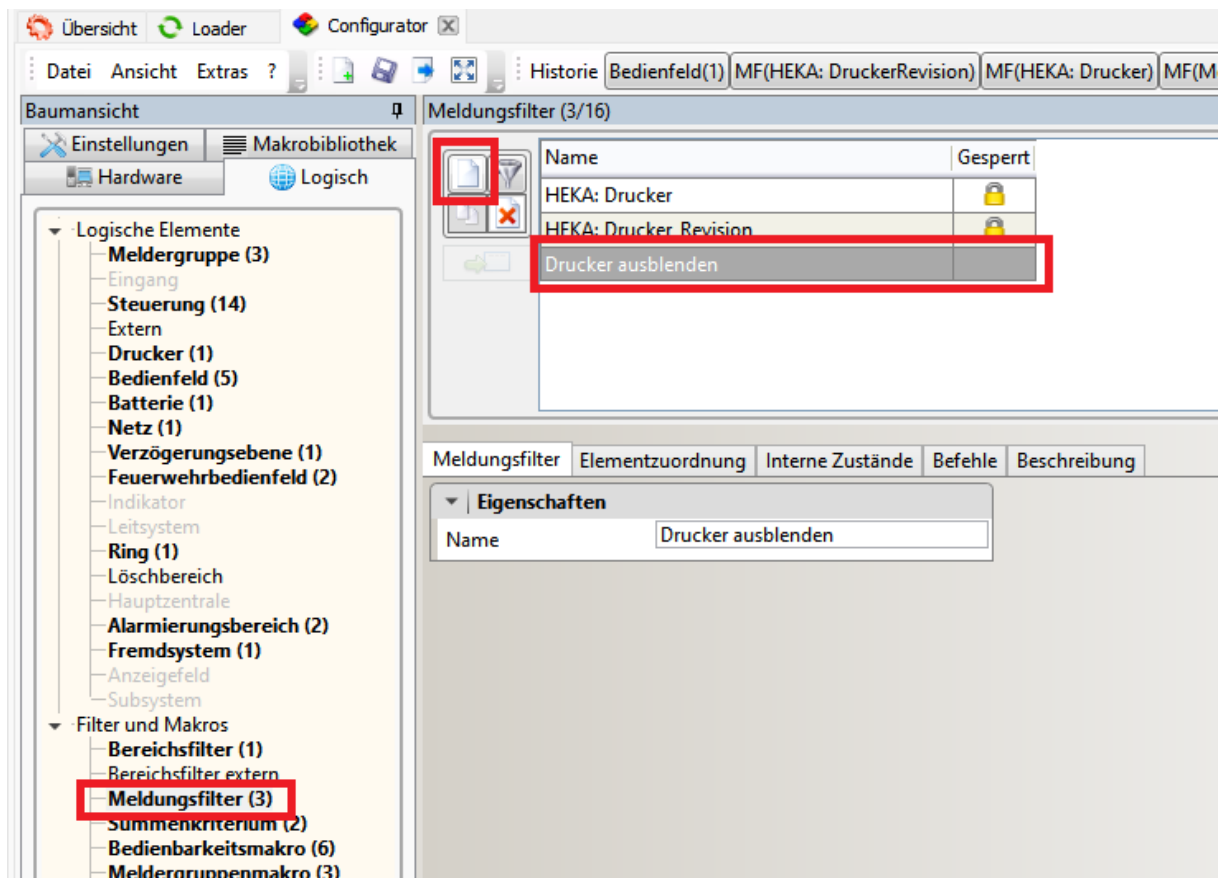 Übersicht Loader Configurator
Datei Ansicht Extras ? Historie Bedienfeld(1) MF(HEKA: DruckerRevision) MF(HEKA: Drucker)
Baumansicht
Einstellungen Makrobibliothek
Hardware Logisch
Logische Elemente
Meldergruppe (3)
Eingang
Steuerung (14)
Extern
Drucker (1)
Bedienfeld (5)
Batterie (1)
Netz (1)
Verzögerungsebene (1)
Feuerwehrbedienfeld (2)
Indikator
Leitsystem
Ring (1)
Löschbereich
Hauptzentrale
Alarmierungsbereich (2)
Fremdsystem (1)
Anzeigefeld
Subsystem
Filter und Makros
Bereichsfilter (1)
Bereichsfilter extern
Meldungsfilter (3)
Summenkriterium (2)
Bedienbarkeitsmakro (6)
Meldergruppenmakro (3)
Meldungsfilter (3/16)
Name Gesperrt
HEKA: Drucker
HEKA: Drucker Revision
Drucker ausblenden
Meldungsfilter Elementzuordnung Interne Zustände Befehle Beschreibung
Eigenschaften
Name Drucker ausblenden